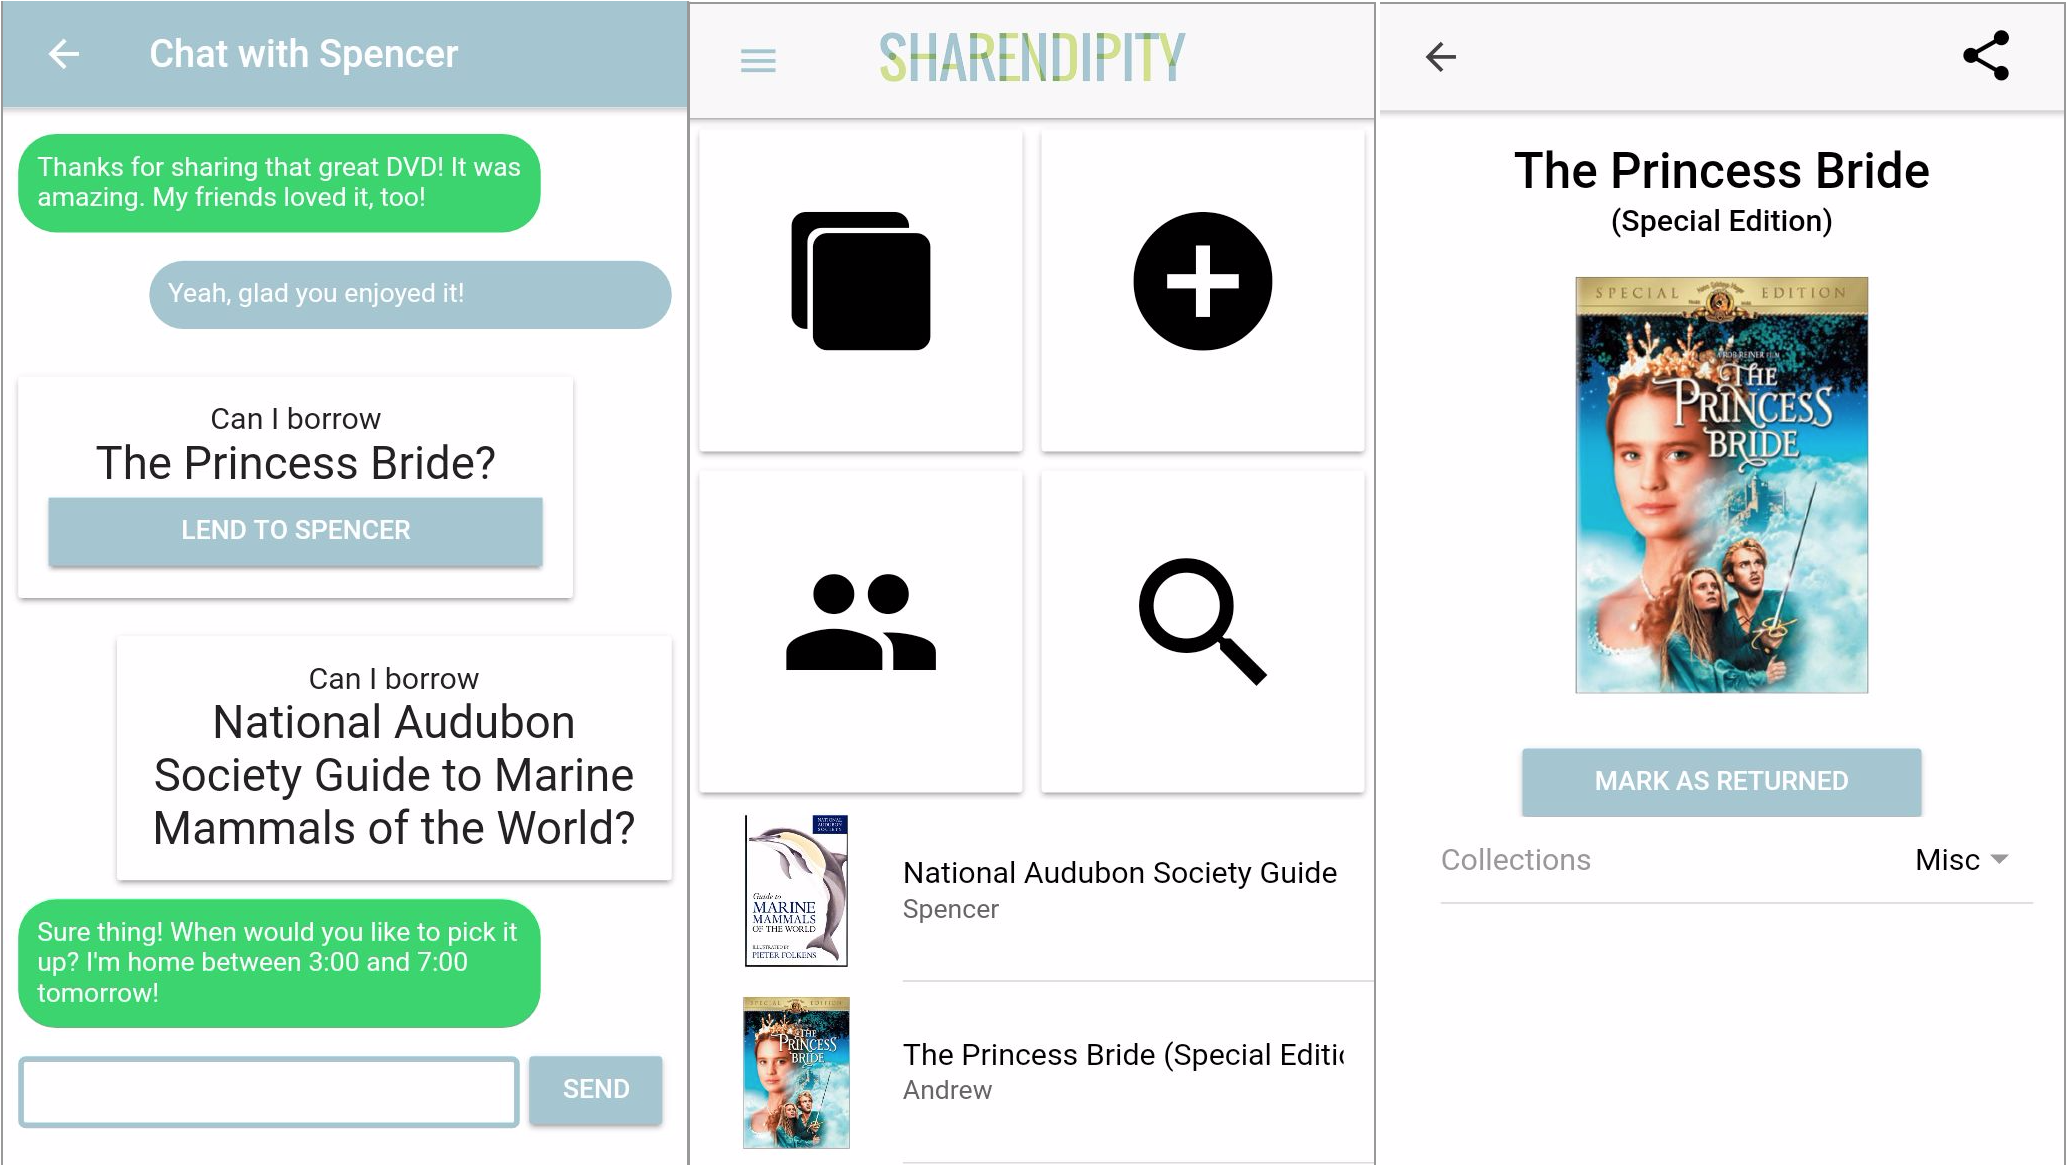 Chat with Spencer
Thanks for sharing that great DVD! It was
amazing. My friends loved it, too!
Yeah, glad you enjoyed it!
Can I borrow
The Princess Bride?
LEND TO SPENCER
Can I borrow
National Audubon
Society Guide to Marine
Mammals of the World?
Sure thing! When would you like to pick it
up? I'm home between 3:00 and 7:00
tomorrow!
SEND
SHARENDIPITY
NATIONAL
AUDUBON
SOCIETY
Guide to
MARINE
MAMMALS
OF THE WORLD
ILLUSTRATED BY
PIETER FOLKENS
National Audubon Society Guide
Spencer
SPECIAL EDITION
THE
PRINCESS
BRIDE
The Princess Bride (Special Editi
Andrew
The Princess Bride
(Special Edition)
SPECIAL EDITION
A ROB REINER FILM
THE
PRINCESS
BRIDE
MARK AS RETURNED
Collections
Misc